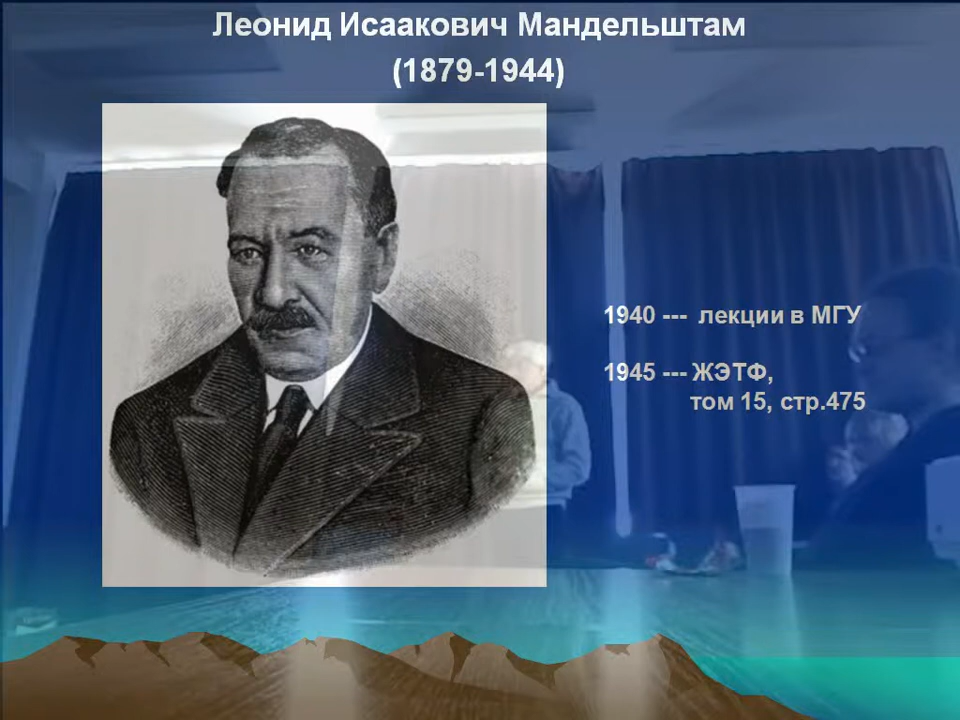 Леонид Исаакович Мандельштам
(1879-1944)
1940 --- лекции в МГУ
1945 --- ЖЭТФ,
том 15, стр.475